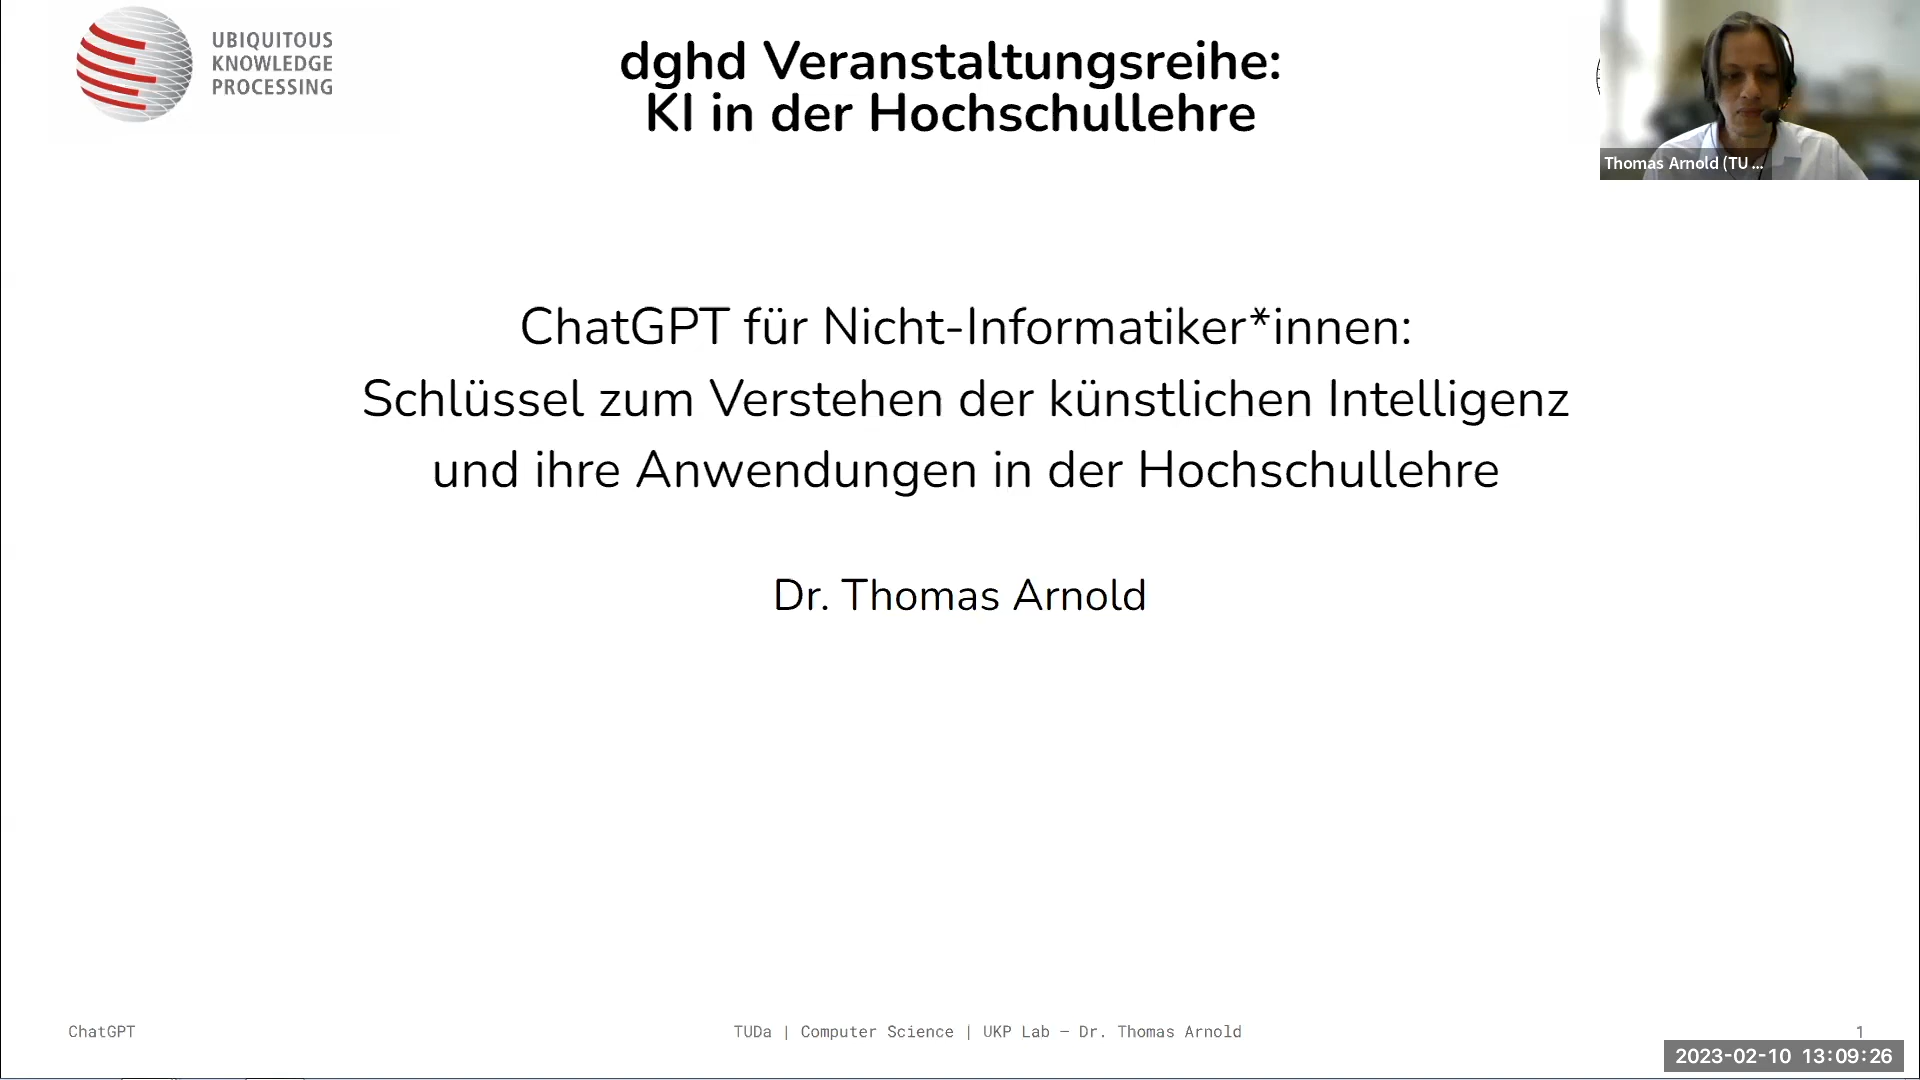 UBIQUITOUS
KNOWLEDGE
PROCESSING
dghd Veranstaltungsreihe:
KI in der Hochschullehre
Thomas Arnold (TU ...
ChatGPT für Nicht-Informatiker*innen:
Schlüssel zum Verstehen der künstlichen Intelligenz
und ihre Anwendungen in der Hochschullehre
Dr. Thomas Arnold
ChatGPT
TUDa | Computer Science | UKP Lab – Dr. Thomas Arnold
1
2023-02-10 13:09:26